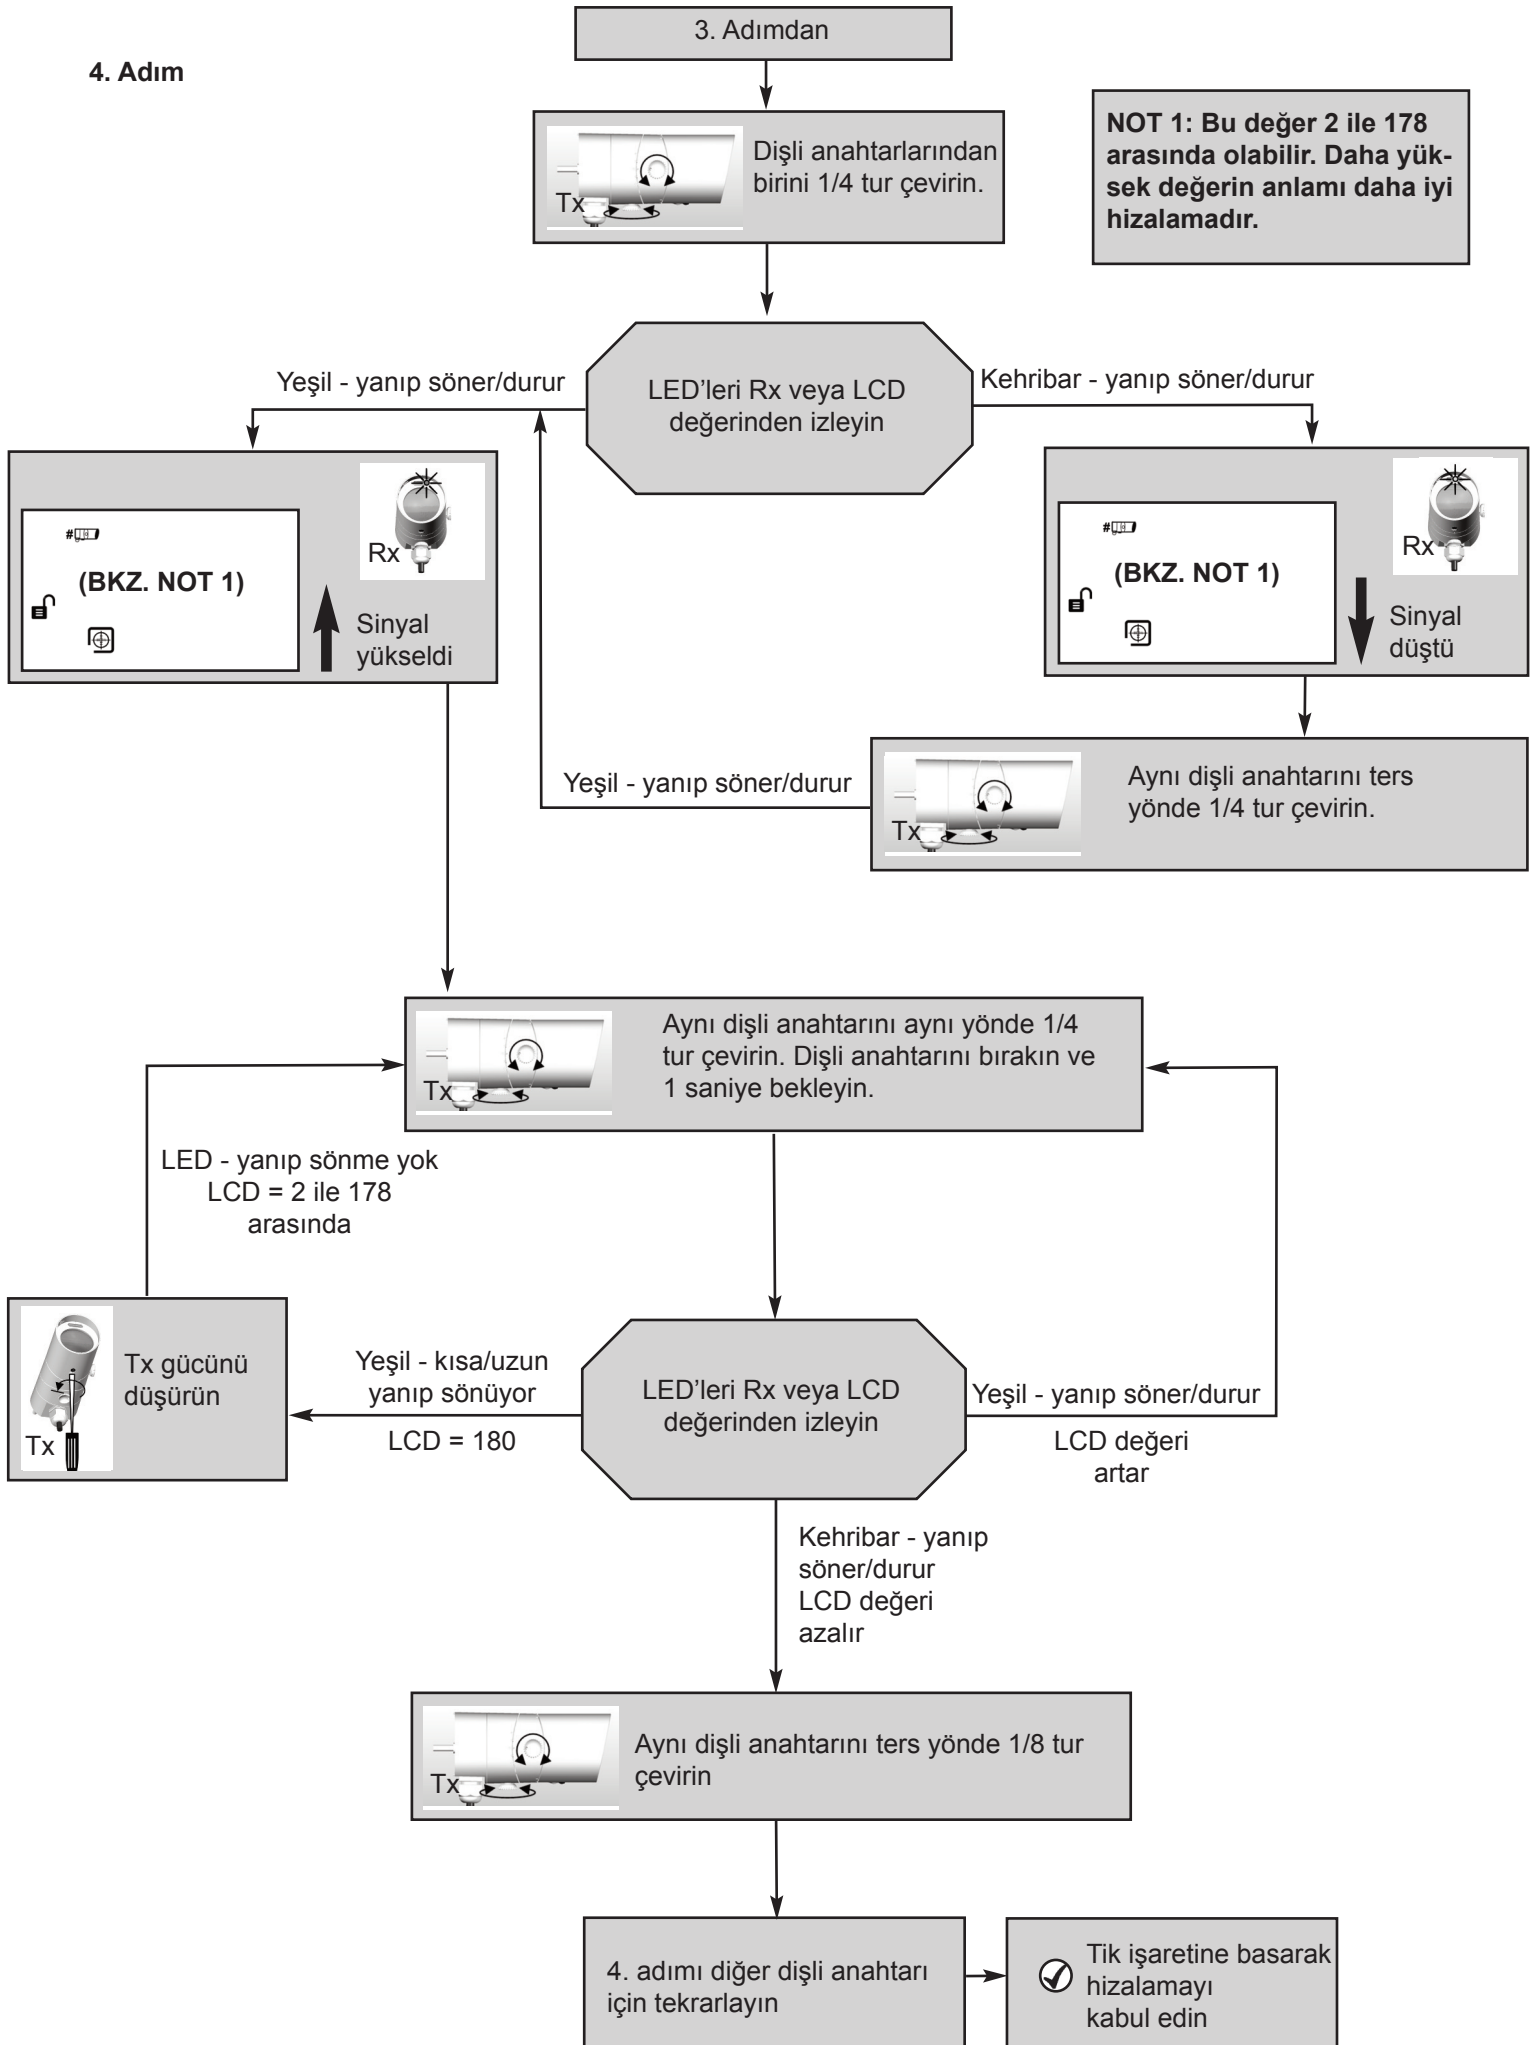 3. Adımdan
4. Adım
NOT 1: Bu değer 2 ile 178
arasında olabilir. Daha yük-
sek değerin anlamı daha iyi
hizalamadır.
Dişli anahtarlarından
birini 1/4 tur çevirin.
Tx
LED’leri Rx veya LCD
değerinden izleyin
Yeşil - yanıp söner/durur
Kehribar - yanıp söner/durur
Rx
#
(BKZ. NOT 1)
Sinyal
yükseldi
Rx
#
(BKZ. NOT 1)
Sinyal
düştü
Yeşil - yanıp söner/durur
Tx
Aynı dişli anahtarını ters
yönde 1/4 tur çevirin.
Tx
Aynı dişli anahtarını aynı yönde 1/4
tur çevirin. Dişli anahtarını bırakın ve
1 saniye bekleyin.
LED - yanıp sönme yok
LCD = 2 ile 178
arasında
Tx
Tx gücünü
düşürün
Yeşil - kısa/uzun
yanıp sönüyor
LCD = 180
LED’leri Rx veya LCD
değerinden izleyin
Yeşil - yanıp söner/durur
LCD değeri
artar
Kehribar - yanıp
söner/durur
LCD değeri
azalır
Tx
Aynı dişli anahtarını ters yönde 1/8 tur
çevirin
4. adımı diğer dişli anahtarı
için tekrarlayın
Tik işaretine basarak
hizalamayı
kabul edin